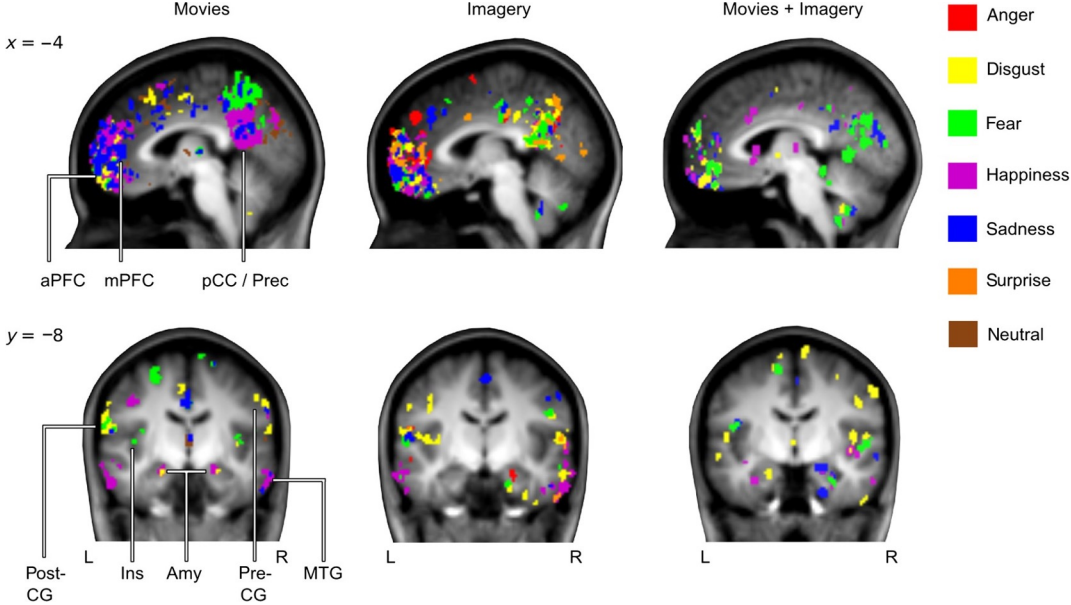 Movies
Imagery
Movies + Imagery
x = −4
Anger
Disgust
Fear
Happiness
Sadness
Surprise
Neutral
aPFC
mPFC
pCC / Prec
y = −8
L
R
L
R
L
R
Post-
CG
Ins
Amy
Pre-
CG
MTG